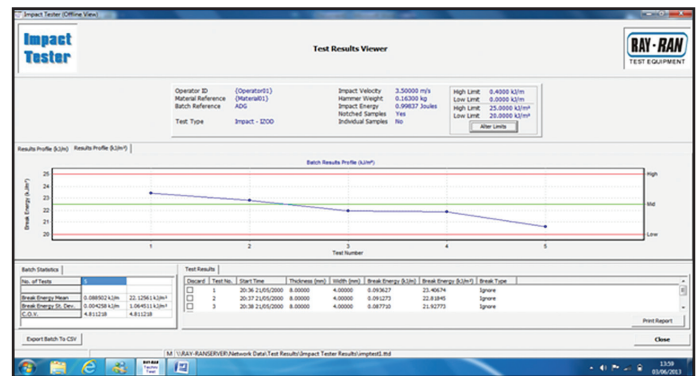 Impact Tester (Offline View)
Impact Tester
Test Results Viewer
RAY-RAN
TEST EQUIPMENT
Operator ID (Operator01)
Material Reference (Material01)
Batch Reference ADG
Test Type Impact - IZOD
Impact Velocity 3.50000 m/s
Hammer Weight 0.16300 kg
Impact Energy 0.99837 Joules
Notched Samples Yes
Individual Samples No
High Limit 0.4000 kJ/m
Low Limit 0.0000 kJ/m
High Limit 25.0000 kJ/m²
Low Limit 20.0000 kJ/m²
Alter Limits
Results Profile (kJ/m) Results Profile (kJ/m²)
Batch Results Profile (kJ/m²)
Break Energy (kJ/m²)
25
24
23
22
21
20
High
Mid
Low
1 2 3 4 5
Test Number
Batch Statistics
No. of Tests 5
Break Energy Mean 0.088502 kJ/m 22.12561 kJ/m²
Break Energy St. Dev. 0.004258 kJ/m 1.064511 kJ/m²
C.O.V. 4.811218 4.811218
Test Results
Discard Test No. Start Time Thickness (mm) Width (mm) Break Energy (kJ/m) Break Energy (kJ/m²) Break Type
1 20:36 21/05/2000 8.00000 4.00000 0.093627 23.40674 Ignore
2 20:37 21/05/2000 8.00000 4.00000 0.091273 22.81845 Ignore
3 20:38 21/05/2000 8.00000 4.00000 0.087710 21.92773 Ignore
Print Report
Export Batch To CSV
Close
M \\RAY-RANSERVER\Network Data\Test Results\Impact Tester Results\imptest1.ttd
13:59
03/06/2013